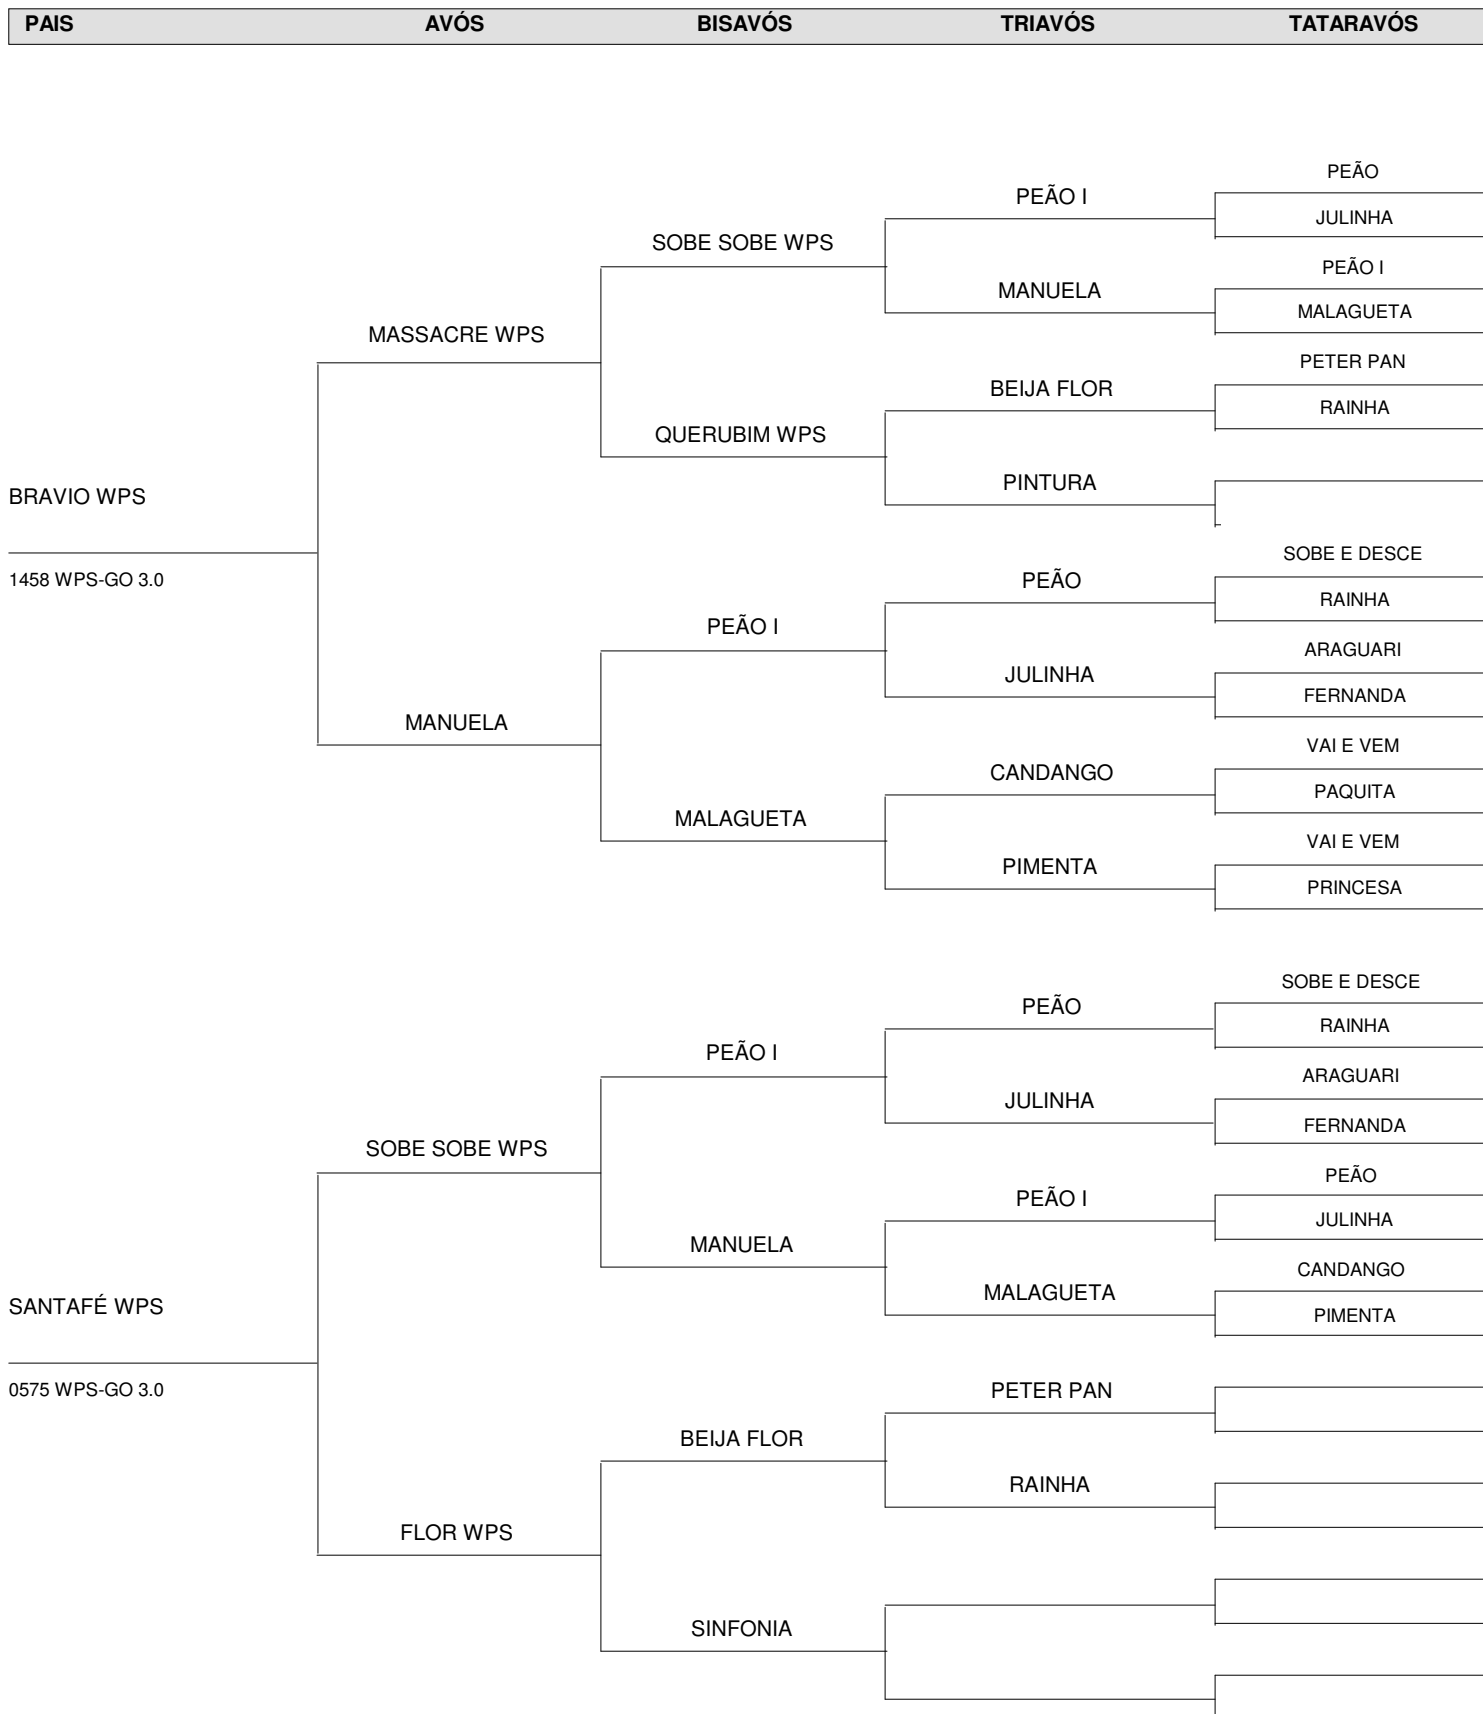 PAIS AVÓS BISAVÓS TRIAVÓS TATARAVÓS
PEÃO
PEÃO I
JULINHA
SOBE SOBE WPS
PEÃO I
MANUELA
MALAGUETA
MASSACRE WPS
PETER PAN
BEIJA FLOR
RAINHA
QUERUBIM WPS
PINTURA
BRAVIO WPS
SOBE E DESCE
1458 WPS-GO 3.0
PEÃO
RAINHA
PEÃO I
ARAGUARI
JULINHA
FERNANDA
MANUELA
VAI E VEM
CANDANGO
PAQUITA
MALAGUETA
VAI E VEM
PIMENTA
PRINCESA
SOBE E DESCE
PEÃO
RAINHA
PEÃO I
ARAGUARI
JULINHA
FERNANDA
SOBE SOBE WPS
PEÃO
PEÃO I
JULINHA
MANUELA
CANDANGO
MALAGUETA
PIMENTA
SANTAFÉ WPS
0575 WPS-GO 3.0
PETER PAN
BEIJA FLOR
RAINHA
FLOR WPS
SINFONIA